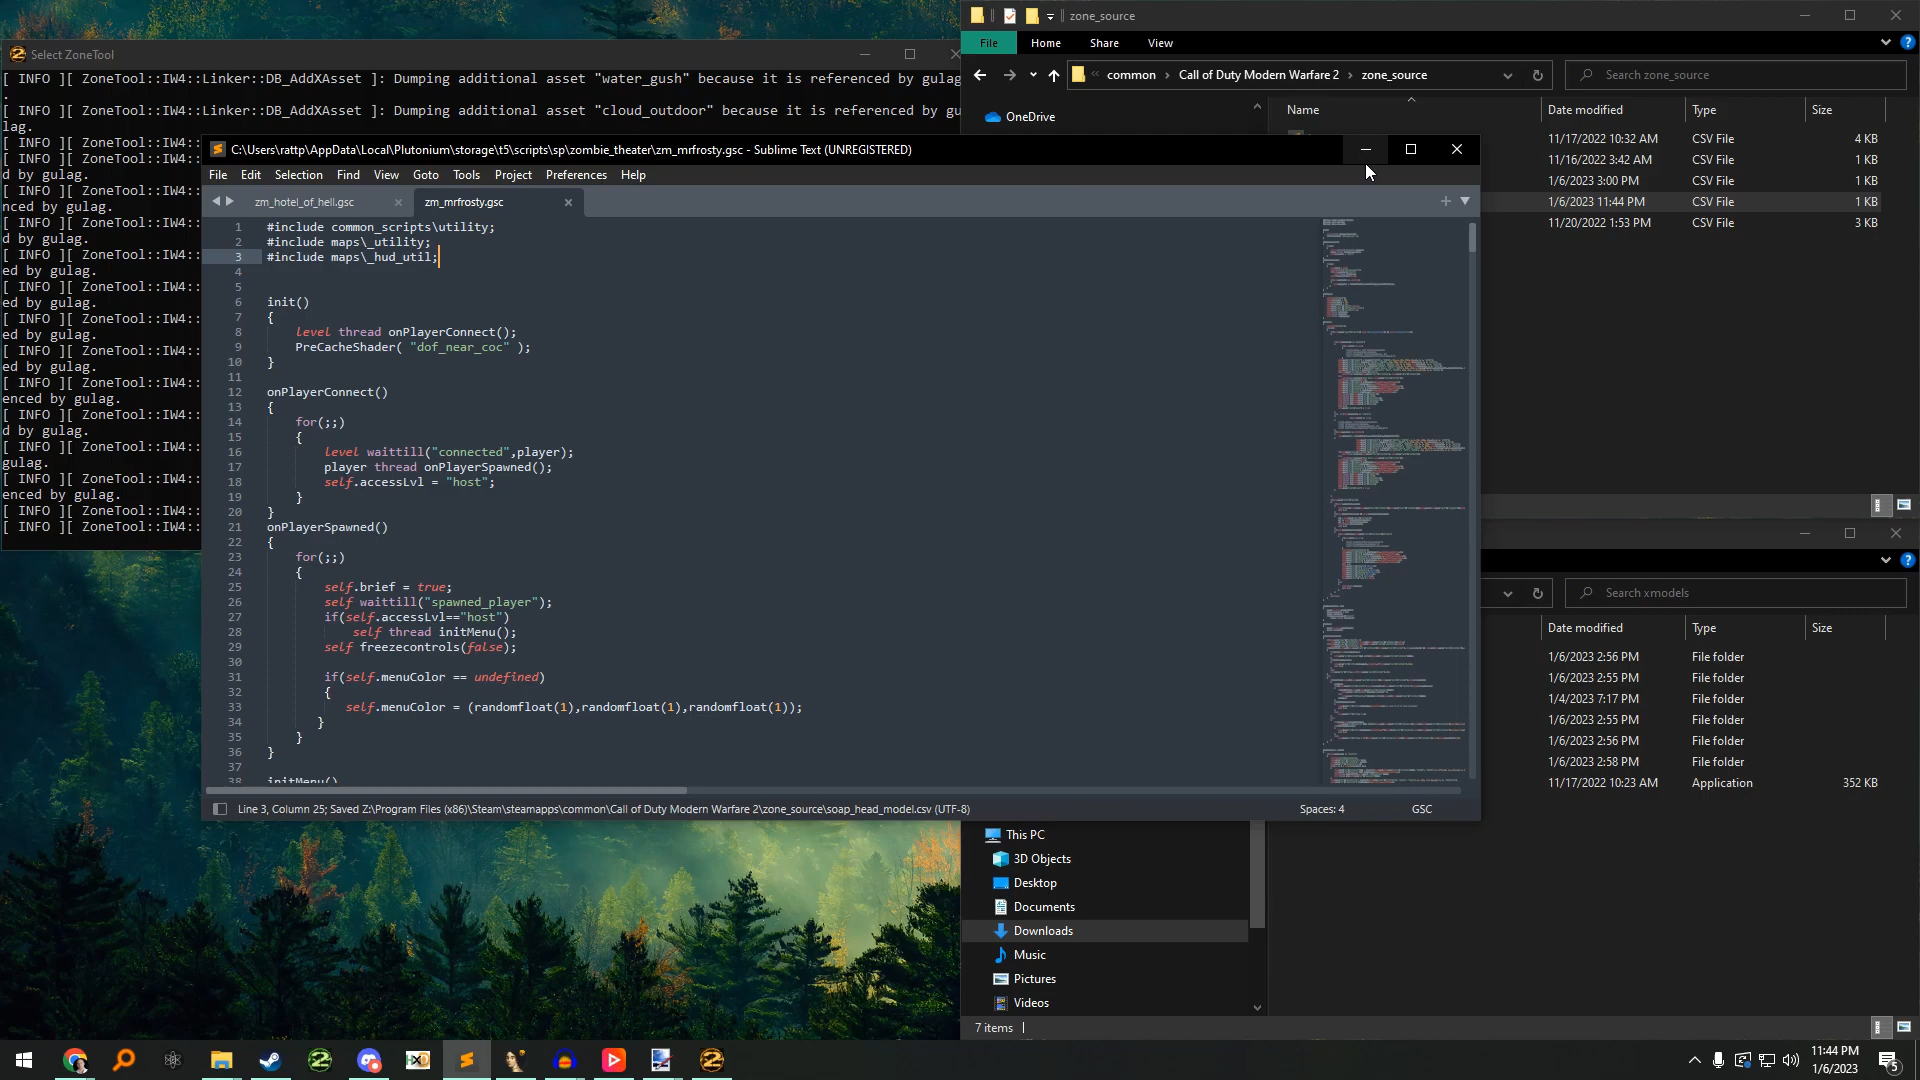 Select ZoneTool
[ INFO ][ ZoneTool::IW4::Linker::DB_AddXAsset ]: Dumping additional asset "water_gush" because it is referenced by gulag
.
[ INFO ][ ZoneTool::IW4::Linker::DB_AddXAsset ]: Dumping additional asset "cloud_outdoor" because it is referenced by gu
lag.
[ INFO ][ ZoneTool::IW4::
[ INFO ][ ZoneTool::IW4::
d by gulag.
[ INFO ][ ZoneTool::IW4::
nced by gulag.
[ INFO ][ ZoneTool::IW4::
d by gulag.
[ INFO ][ ZoneTool::IW4::
ed by gulag.
[ INFO ][ ZoneTool::IW4::
ed by gulag.
[ INFO ][ ZoneTool::IW4::
ed by gulag.
[ INFO ][ ZoneTool::IW4::
ed by gulag.
[ INFO ][ ZoneTool::IW4::
enced by gulag.
[ INFO ][ ZoneTool::IW4::
d by gulag.
[ INFO ][ ZoneTool::IW4::
gulag.
[ INFO ][ ZoneTool::IW4::
enced by gulag.
[ INFO ][ ZoneTool::IW4::
[ INFO ][ ZoneTool::IW4::
zone_source
File Home Share View
common > Call of Duty Modern Warfare 2 > zone_source
Search zone_source
OneDrive
Name Date modified Type Size
11/17/2022 10:32 AM CSV File 4 KB
11/16/2022 3:42 AM CSV File 1 KB
1/6/2023 3:00 PM CSV File 1 KB
1/6/2023 11:44 PM CSV File 1 KB
11/20/2022 1:53 PM CSV File 3 KB
C:\Users\rattp\AppData\Local\Plutonium\storage\t5\scripts\sp\zombie_theater\zm_mrfrosty.gsc - Sublime Text (UNREGISTERED)
File Edit Selection Find View Goto Tools Project Preferences Help
zm_hotel_of_hell.gsc zm_mrfrosty.gsc
1 #include common_scripts\utility;
2 #include maps\_utility;
3 #include maps\_hud_util;
4
5
6 init()
7 {
8 level thread onPlayerConnect();
9 PreCacheShader( "dof_near_coc" );
10 }
11
12 onPlayerConnect()
13 {
14 for(;;)
15 {
16 level waittill("connected",player);
17 player thread onPlayerSpawned();
18 self.accessLvl = "host";
19 }
20 }
21 onPlayerSpawned()
22 {
23 for(;;)
24 {
25 self.brief = true;
26 self waittill("spawned_player");
27 if(self.accessLvl=="host")
28 self thread initMenu();
29 self freezecontrols(false);
30
31 if(self.menuColor == undefined)
32 {
33 self.menuColor = (randomfloat(1),randomfloat(1),randomfloat(1));
34 }
35 }
36 }
37
38 initMenu()
Line 3, Column 25; Saved Z:\Program Files (x86)\Steam\steamapps\common\Call of Duty Modern Warfare 2\zone_source\soap_head_model.csv (UTF-8)
Spaces: 4 GSC
Search xmodels
Date modified Type Size
1/6/2023 2:56 PM File folder
1/6/2023 2:55 PM File folder
1/4/2023 7:17 PM File folder
1/6/2023 2:55 PM File folder
1/6/2023 2:56 PM File folder
1/6/2023 2:58 PM File folder
11/17/2022 10:23 AM Application 352 KB
This PC
3D Objects
Desktop
Documents
Downloads
Music
Pictures
Videos
7 items
11:44 PM
1/6/2023
5